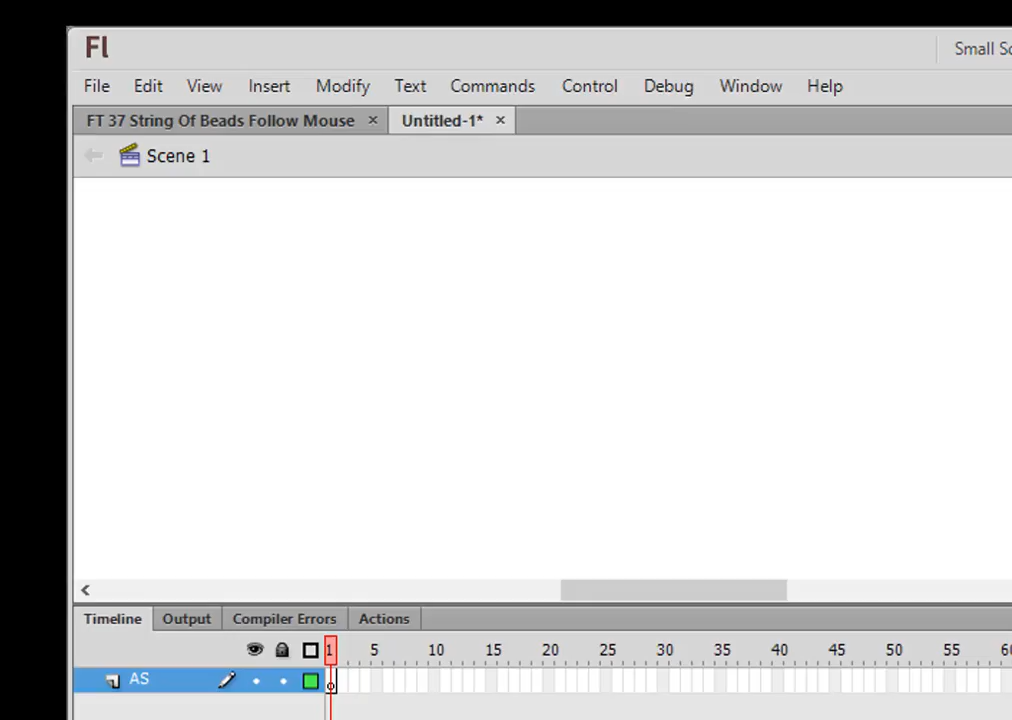 Fl
Small Sc
File Edit View Insert Modify Text Commands Control Debug Window Help
FT 37 String Of Beads Follow Mouse × Untitled-1* ×
Scene 1
Timeline Output Compiler Errors Actions
1 5 10 15 20 25 30 35 40 45 50 55 60
AS